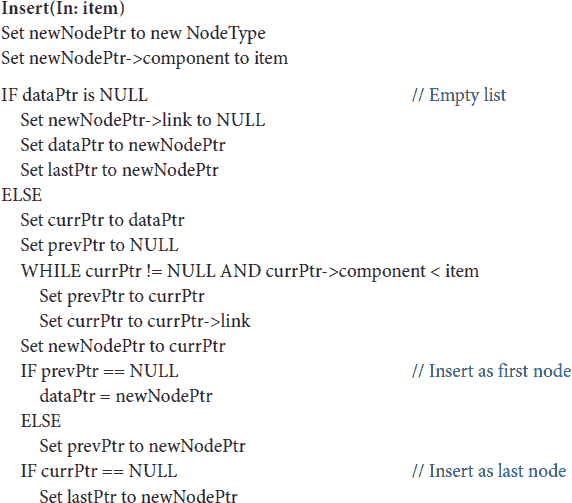 Insert(In: item)
Set newNodePtr to new NodeType
Set newNodePtr->component to item
IF dataPtr is NULL // Empty list
Set newNodePtr->link to NULL
Set dataPtr to newNodePtr
Set lastPtr to newNodePtr
ELSE
Set currPtr to dataPtr
Set prevPtr to NULL
WHILE currPtr != NULL AND currPtr->component < item
Set prevPtr to currPtr
Set currPtr to currPtr->link
Set newNodePtr to currPtr
IF prevPtr == NULL // Insert as first node
dataPtr = newNodePtr
ELSE
Set prevPtr to newNodePtr
IF currPtr == NULL // Insert as last node
Set lastPtr to newNodePtr